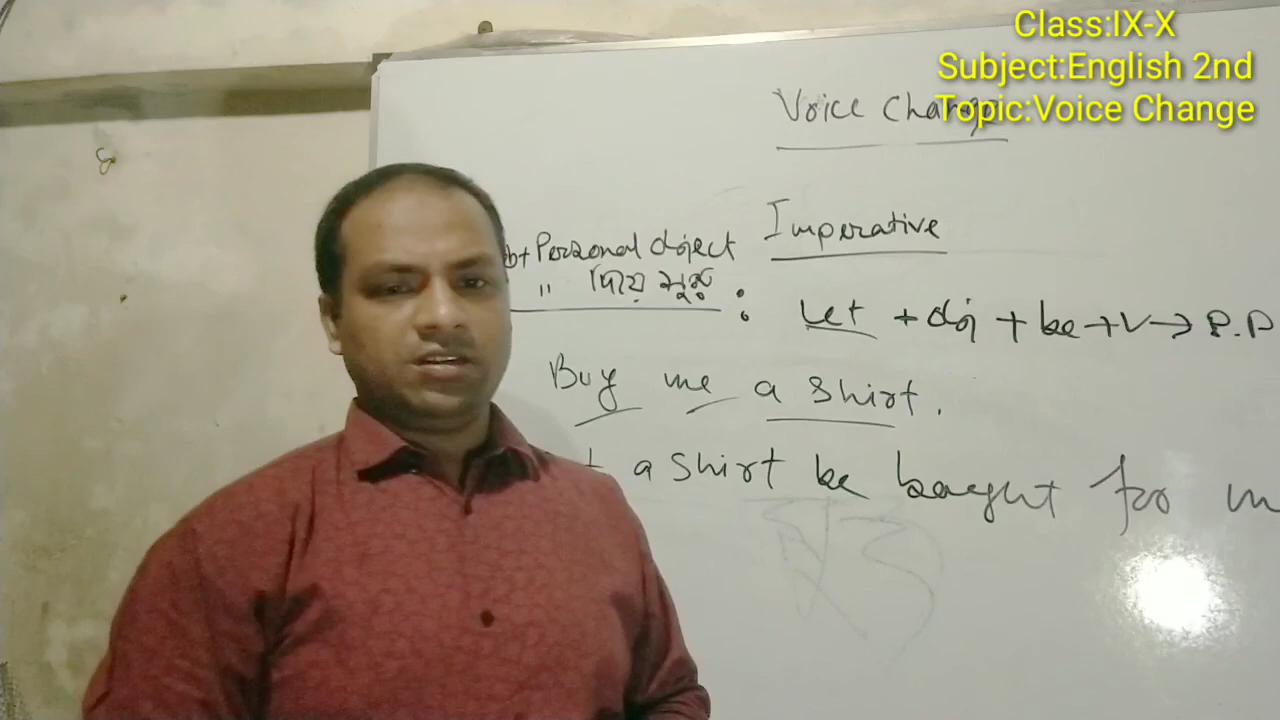 Class:IX-X
Subject:English 2nd
Topic:Voice Change
Voice Change
Imperative
b+ Personal object
" দিয়ে শুরু :
Let + obj + be + V → P.P
Buy me a shirt.
t a shirt be bought for m